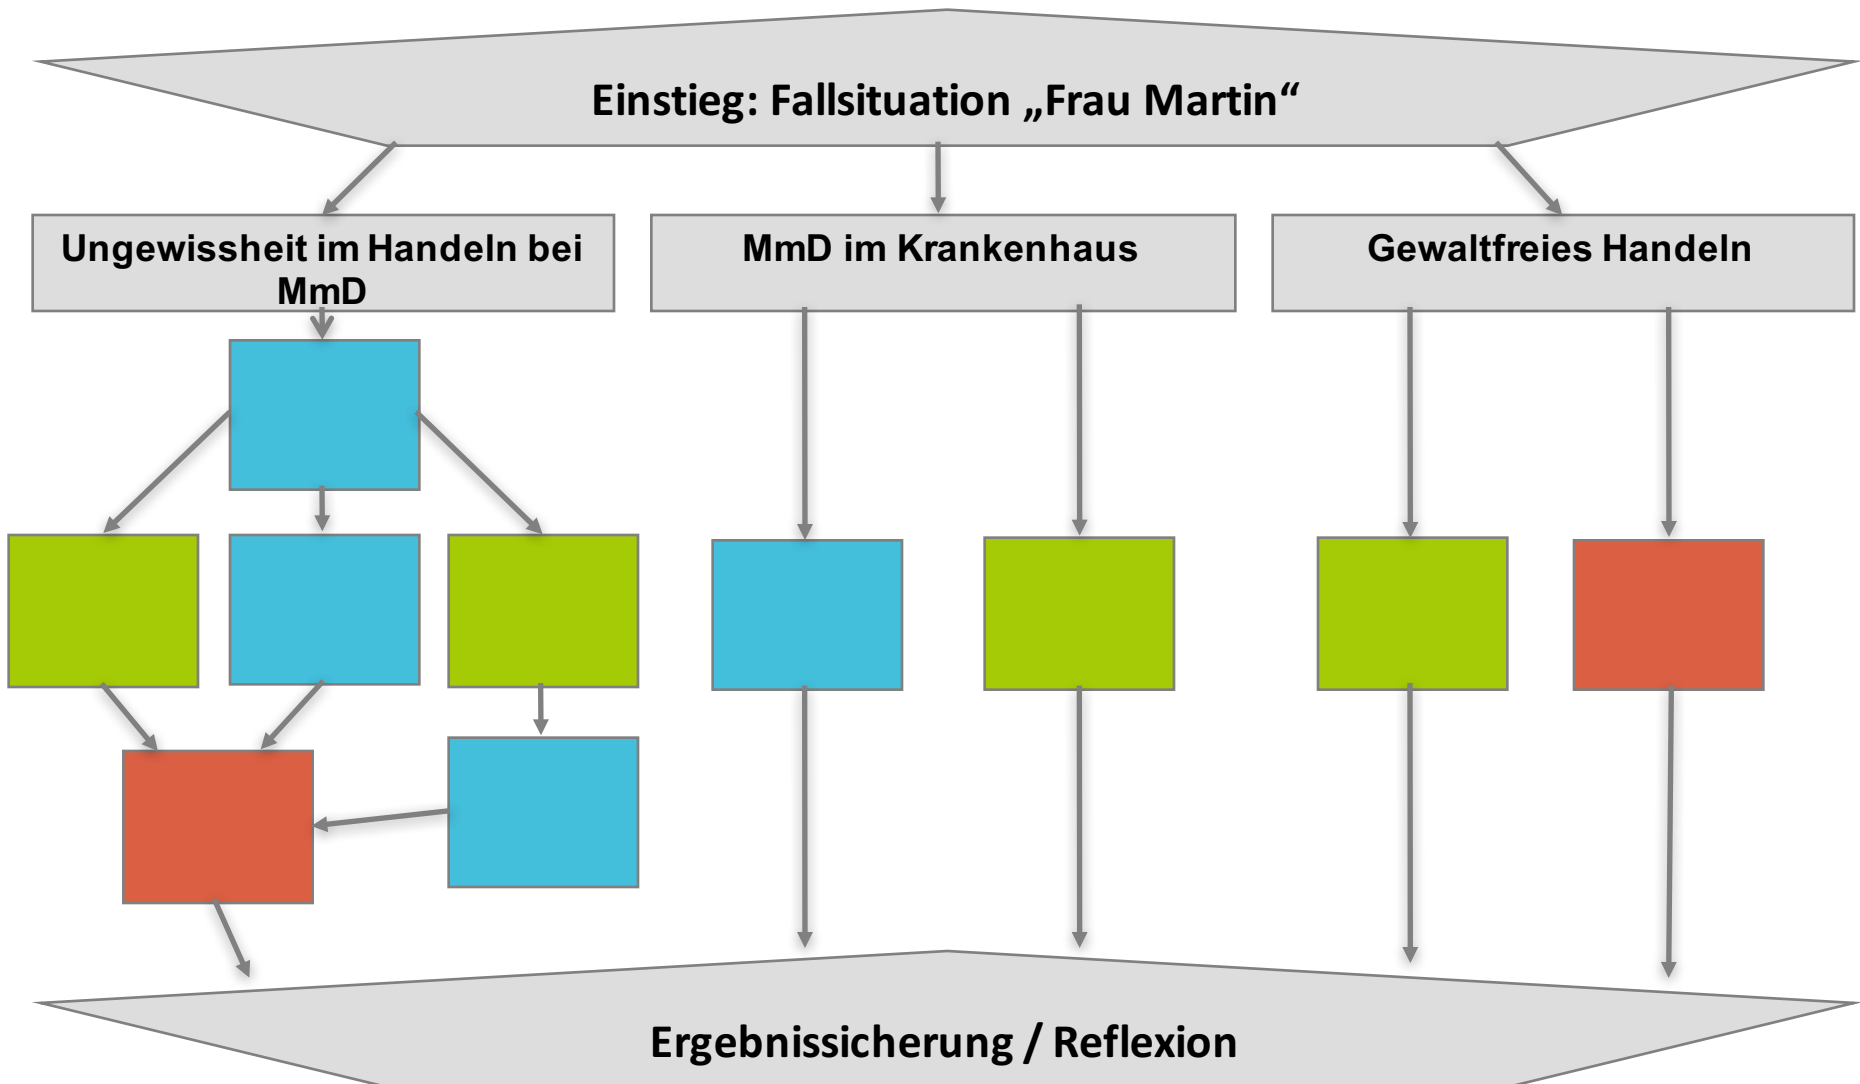 Einstieg: Fallsituation „Frau Martin“
Ungewissheit im Handeln bei
MmD
MmD im Krankenhaus
Gewaltfreies Handeln
Ergebnissicherung / Reflexion